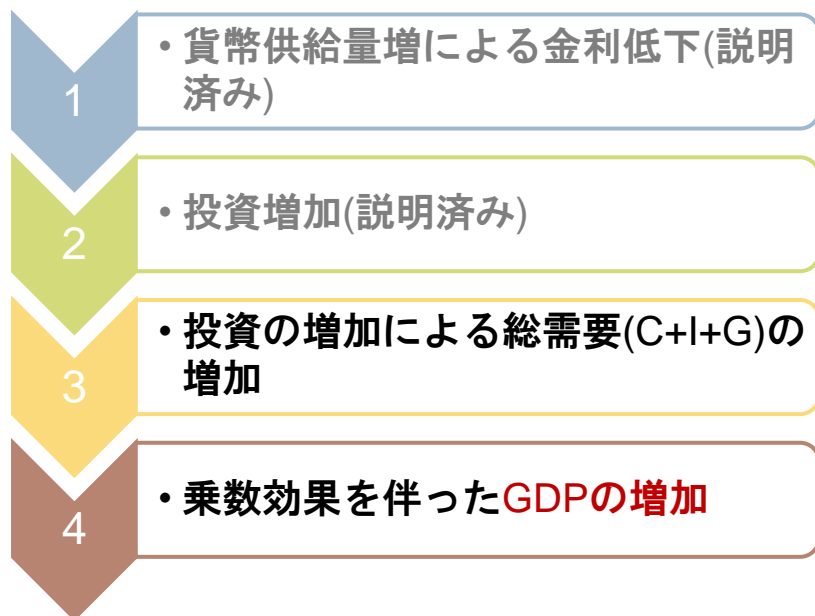 1
• 貨幣供給量増による金利低下(説明
済み)
2
• 投資増加(説明済み)
3
• 投資の増加による総需要(C+I+G)の
増加
4
• 乗数効果を伴ったGDPの増加